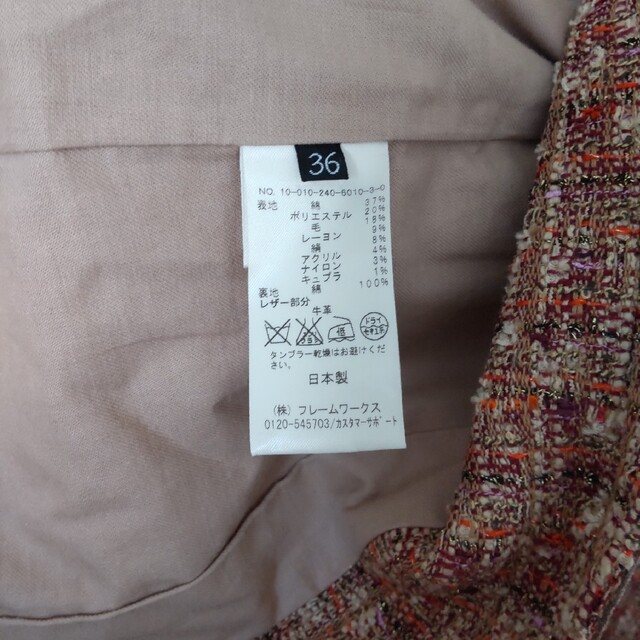 36
NO. 10-010-240-6010-3-0
表地 綿 37%
ポリエステル 20%
毛 18%
レーヨン 9%
絹 8%
アクリル 4%
ナイロン 3%
キュプラ 1%
裏地 綿 100%
レザー部分
牛革
低 ドライ
タンブラー乾燥はお避けくだ
さい。
日本製
(株) フレームワークス
0120-545703/カスタマーサポート